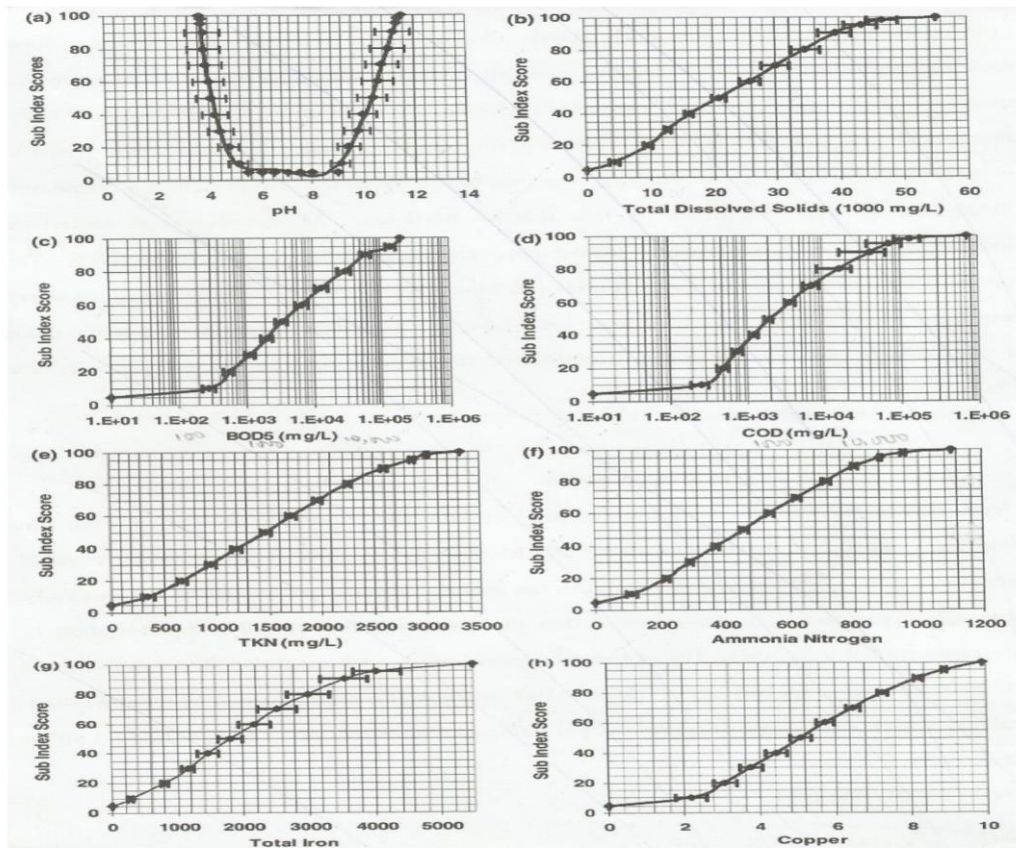 (a) 100
80
60
40
20
0
Sub Index Scores
0 2 4 6 8 10 12 14
pH
(b) 100
80
60
40
20
0
Sub Index Score
0 10 20 30 40 50 60
Total Dissolved Solids (1000 mg/L)
(c) 100
80
60
40
20
0
Sub Index Score
1.E+01 1.E+02 1.E+03 1.E+04 1.E+05 1.E+06
BOD5 (mg/L)
100 1000 10,000
(d) 100
80
60
40
20
0
Sub Index Score
1.E+01 1.E+02 1.E+03 1.E+04 1.E+05 1.E+06
COD (mg/L)
1000 10,000
(e) 100
80
60
40
20
0
Sub Index Score
0 500 1000 1500 2000 2500 3000 3500
TKN (mg/L)
(f) 100
80
60
40
20
0
Sub Index Score
0 200 400 600 800 1000 1200
Ammonia Nitrogen
(g) 100
80
60
40
20
0
Sub Index Score
0 1000 2000 3000 4000 5000
Total Iron
(h) 100
80
60
40
20
0
Sub Index Score
0 2 4 6 8 10
Copper